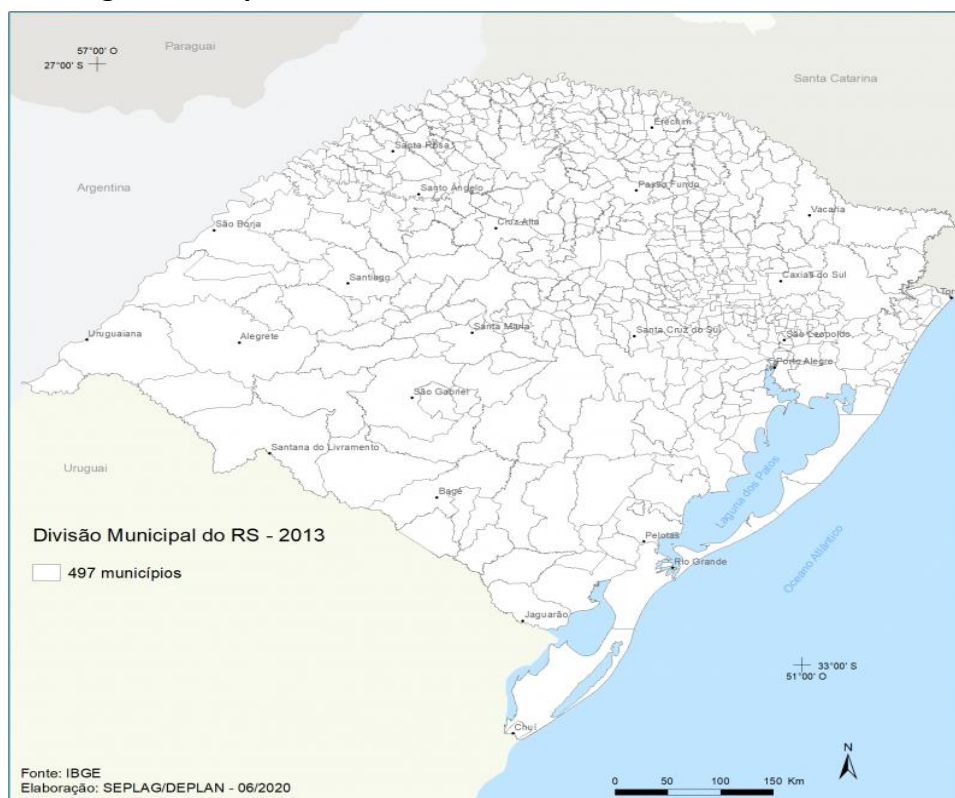 Paraguai
57°00' O
27°00' S
Santa Catarina
Erechim
Santa Rosa
Argentina
Santo Ângelo
Passo Fundo
Vacaria
São Borja
Cruz Alta
Santiago
Caxias do Sul
Uruguaiana
Alegrete
Santa Maria
Santa Cruz do Sul
São Leopoldo
Porto Alegre
São Gabriel
Santana do Livramento
Uruguai
Bagé
Laguna dos Patos
Divisão Municipal do RS - 2013
Pelotas
Oceano Atlântico
497 municípios
Rio Grande
Jaguarão
33°00' S
51°00' O
Chuí
N
Fonte: IBGE
Elaboração: SEPLAG/DEPLAN - 06/2020
0 50 100 150 Km